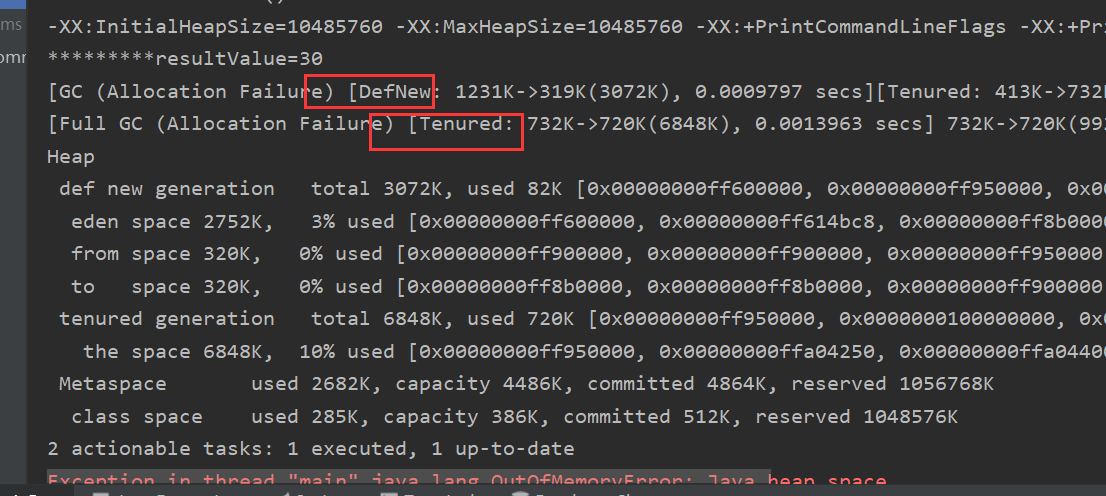 ms
-XX:InitialHeapSize=10485760 -XX:MaxHeapSize=10485760 -XX:+PrintCommandLineFlags -XX:+Pri
*********resultValue=30
[GC (Allocation Failure) [DefNew: 1231K->319K(3072K), 0.0009797 secs][Tenured: 413K->732K
[Full GC (Allocation Failure) [Tenured: 732K->720K(6848K), 0.0013963 secs] 732K->720K(992
Heap
def new generation total 3072K, used 82K [0x00000000ff600000, 0x00000000ff950000, 0x00
eden space 2752K, 3% used [0x00000000ff600000, 0x00000000ff614bc8, 0x00000000ff8b0000
from space 320K, 0% used [0x00000000ff900000, 0x00000000ff900000, 0x00000000ff950000
to space 320K, 0% used [0x00000000ff8b0000, 0x00000000ff8b0000, 0x00000000ff900000
tenured generation total 6848K, used 720K [0x00000000ff950000, 0x0000000100000000, 0x0
the space 6848K, 10% used [0x00000000ff950000, 0x00000000ffa04250, 0x00000000ffa04400
Metaspace used 2682K, capacity 4486K, committed 4864K, reserved 1056768K
class space used 285K, capacity 386K, committed 512K, reserved 1048576K
2 actionable tasks: 1 executed, 1 up-to-date
Exception in thread "main" java.lang.OutOfMemoryError: Java heap space